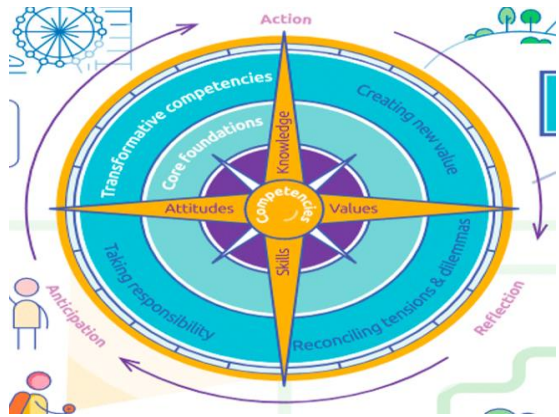 Action
Transformative competencies
Creating new value
Core foundations
Knowledge
Attitudes
Competencies
Values
Skills
Taking responsibility
Reconciling tensions & dilemmas
Anticipation
Reflection